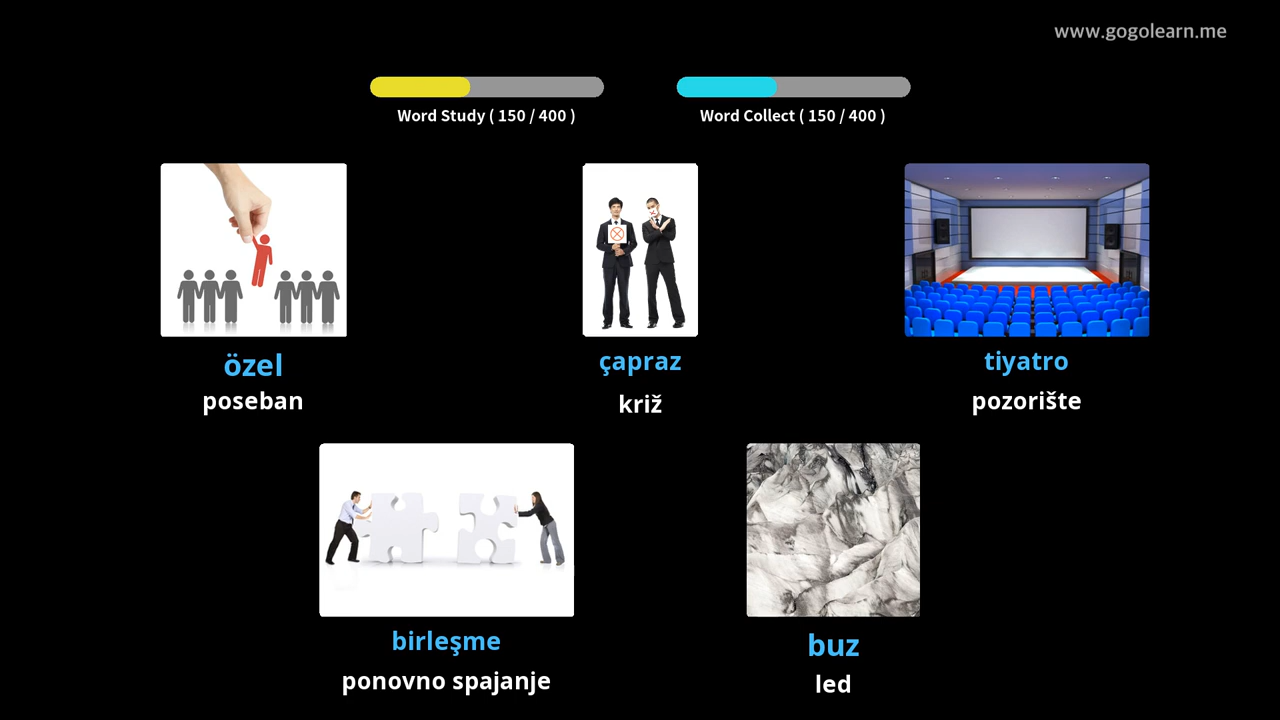 www.gogolearn.me
Word Study ( 150 / 400 )
Word Collect ( 150 / 400 )
özel
poseban
çapraz
križ
tiyatro
pozorište
birleşme
ponovno spajanje
buz
led